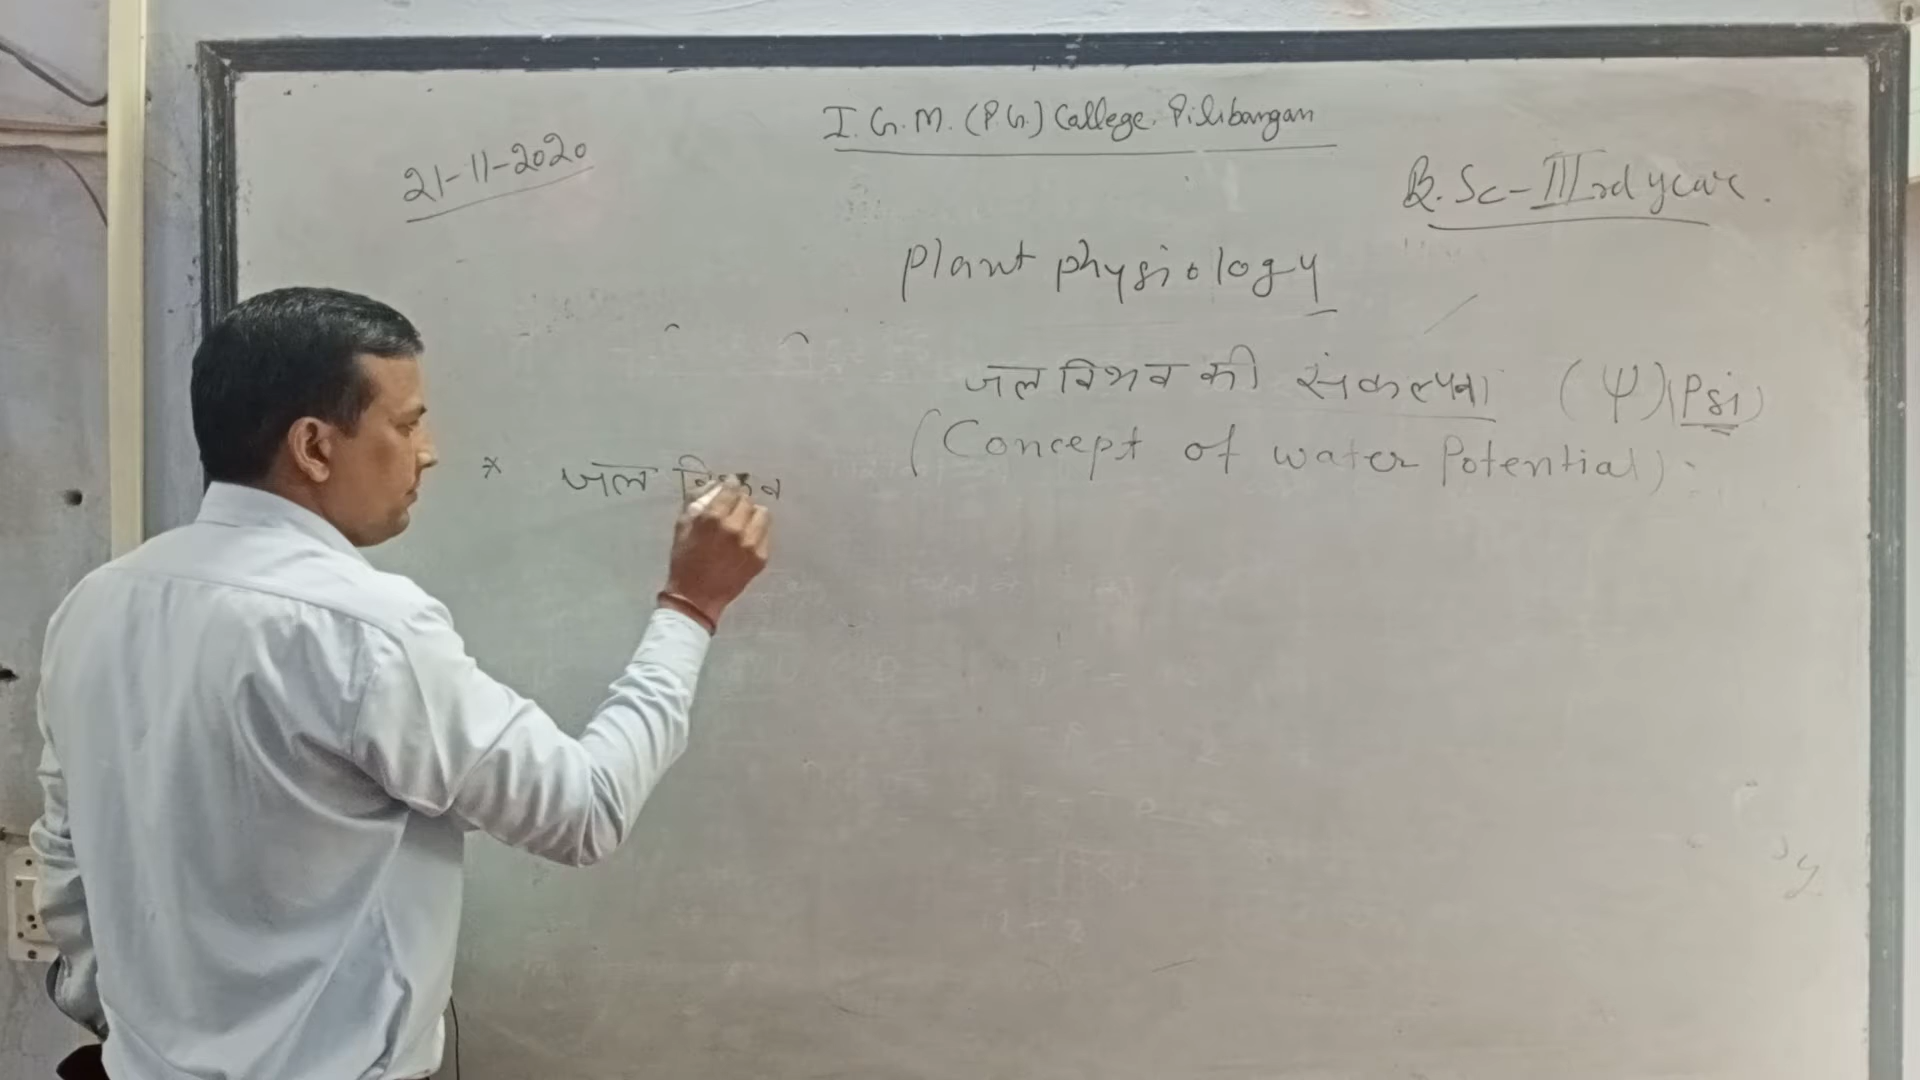 I. G. M. (P.G.) College. Pilibangan
21-11-2020
B.Sc-IIIrd year.
Plant physiology
जल विभव की संकल्पना (Ψ) (Psi)
(Concept of water Potential):
* जल विभव